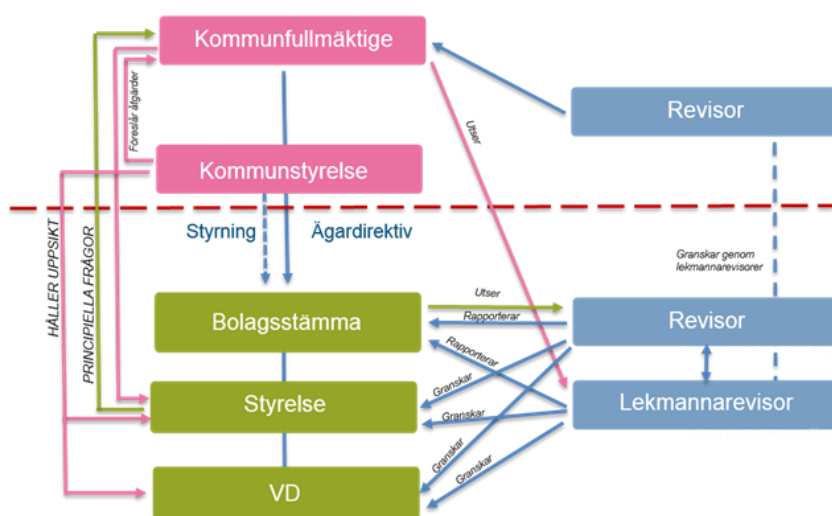 Kommunfullmäktige
Föreslår åtgärder
Utser
Revisor
Kommunstyrelse
Styrning
Ägardirektiv
HÅLLER UPPSIKT
PRINCIPIELLA FRÅGOR
Granskar genom
lekmannarevisorer
Bolagsstämma
Utser
Rapporterar
Revisor
Rapporterar
Granskar
Styrelse
Granskar
Lekmannarevisor
Granskar
Granskar
VD